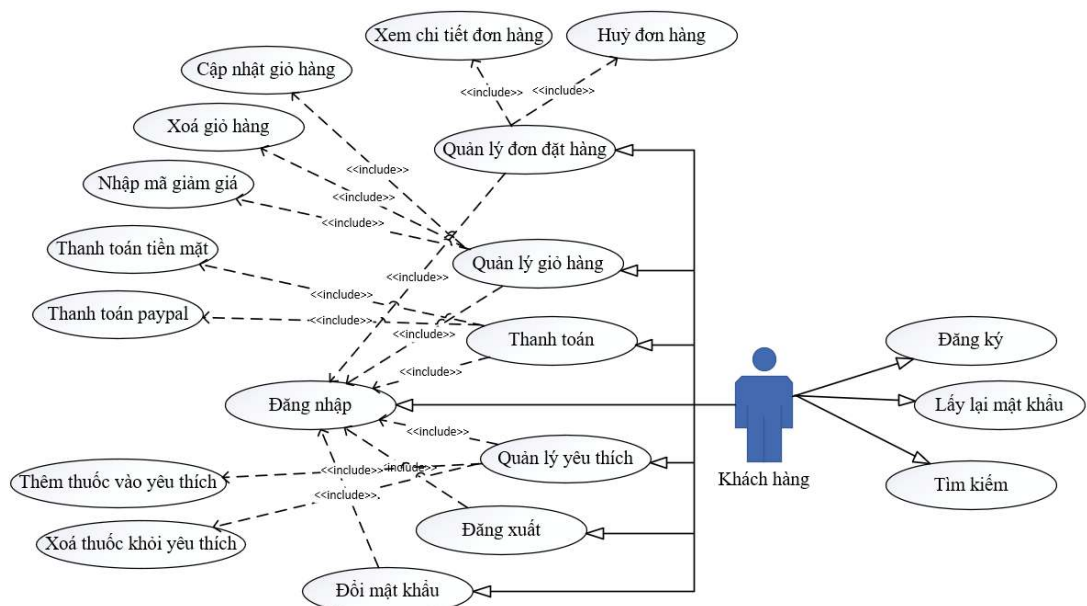 Xem chi tiết đơn hàng
Huỷ đơn hàng
Cập nhật giỏ hàng
<<include>>
<<include>>
Xoá giỏ hàng
Quản lý đơn đặt hàng
<<include>>
Nhập mã giảm giá
<<include>>
<<include>>
Thanh toán tiền mặt
Quản lý giỏ hàng
<<include>>
<<include>>
Thanh toán paypal
<<include>>
<<include>>
Thanh toán
Đăng ký
<<include>>
Đăng nhập
Lấy lại mật khẩu
<<include>>
Quản lý yêu thích
Khách hàng
<<include>>
<<include>>
Thêm thuốc vào yêu thích
Tìm kiếm
<<include>>
Đăng xuất
Xoá thuốc khỏi yêu thích
Đổi mật khẩu